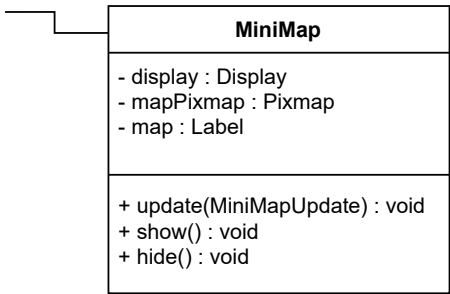 MiniMap
- display : Display
- mapPixmap : Pixmap
- map : Label
+ update(MiniMapUpdate) : void
+ show() : void
+ hide() : void